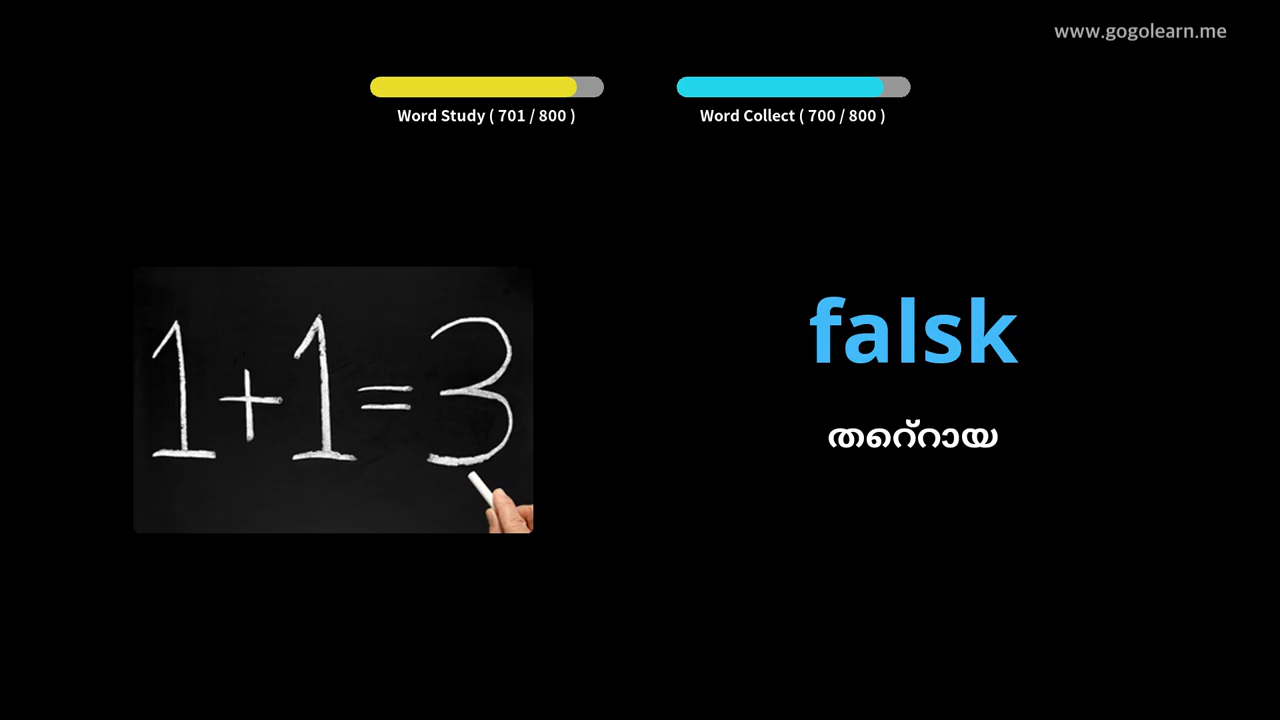 www.gogolearn.me
Word Study ( 701 / 800 )
Word Collect ( 700 / 800 )
1+1=3
falsk
തെറ്റായ